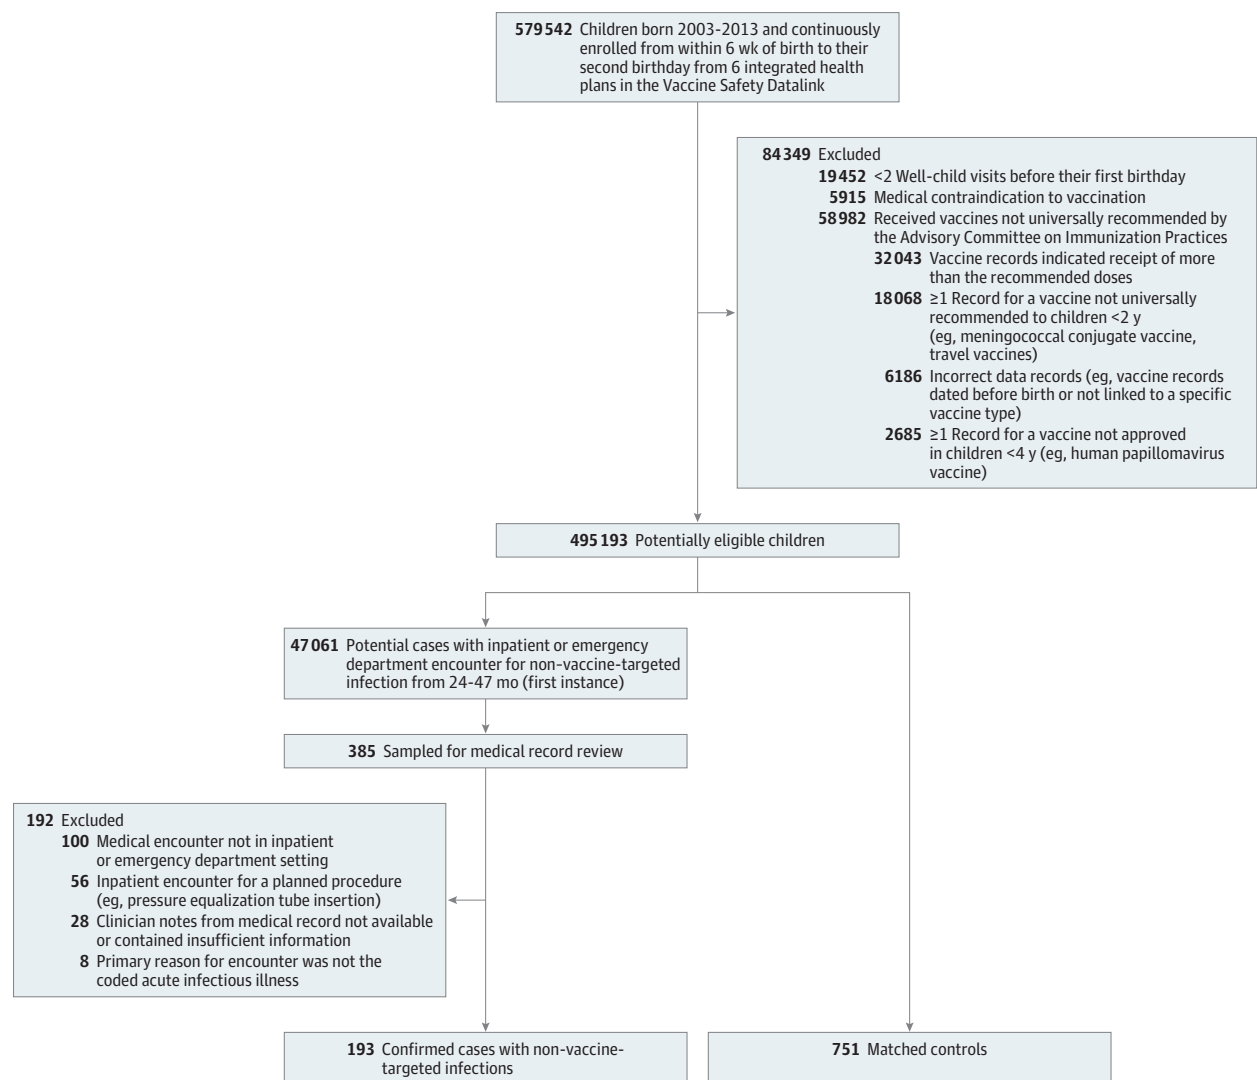 579542 Children born 2003-2013 and continuously
enrolled from within 6 wk of birth to their
second birthday from 6 integrated health
plans in the Vaccine Safety Datalink
84349 Excluded
19452 <2 Well-child visits before their first birthday
5915 Medical contraindication to vaccination
58982 Received vaccines not universally recommended by
the Advisory Committee on Immunization Practices
32043 Vaccine records indicated receipt of more
than the recommended doses
18068 ≥1 Record for a vaccine not universally
recommended to children <2 y
(eg, meningococcal conjugate vaccine,
travel vaccines)
6186 Incorrect data records (eg, vaccine records
dated before birth or not linked to a specific
vaccine type)
2685 ≥1 Record for a vaccine not approved
in children <4 y (eg, human papillomavirus
vaccine)
495193 Potentially eligible children
47061 Potential cases with inpatient or emergency
department encounter for non-vaccine-targeted
infection from 24-47 mo (first instance)
385 Sampled for medical record review
192 Excluded
100 Medical encounter not in inpatient
or emergency department setting
56 Inpatient encounter for a planned procedure
(eg, pressure equalization tube insertion)
28 Clinician notes from medical record not available
or contained insufficient information
8 Primary reason for encounter was not the
coded acute infectious illness
193 Confirmed cases with non-vaccine-
targeted infections
751 Matched controls